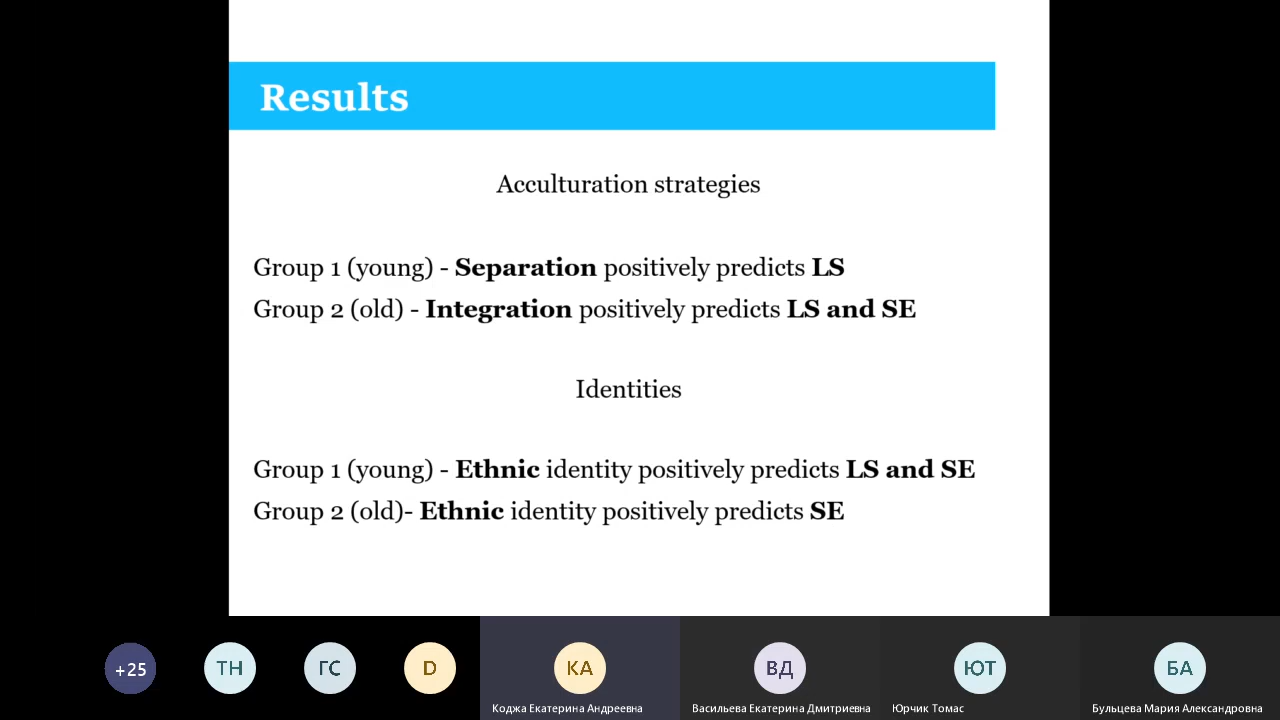 Results
Acculturation strategies
Group 1 (young) - Separation positively predicts LS
Group 2 (old) - Integration positively predicts LS and SE
Identities
Group 1 (young) - Ethnic identity positively predicts LS and SE
Group 2 (old)- Ethnic identity positively predicts SE
+25
ТН
ГС
D
КА
ВД
ЮТ
БА
Коджа Екатерина Андреевна
Васильева Екатерина Дмитриевна
Юрчик Томас
Бульцева Мария Александровна